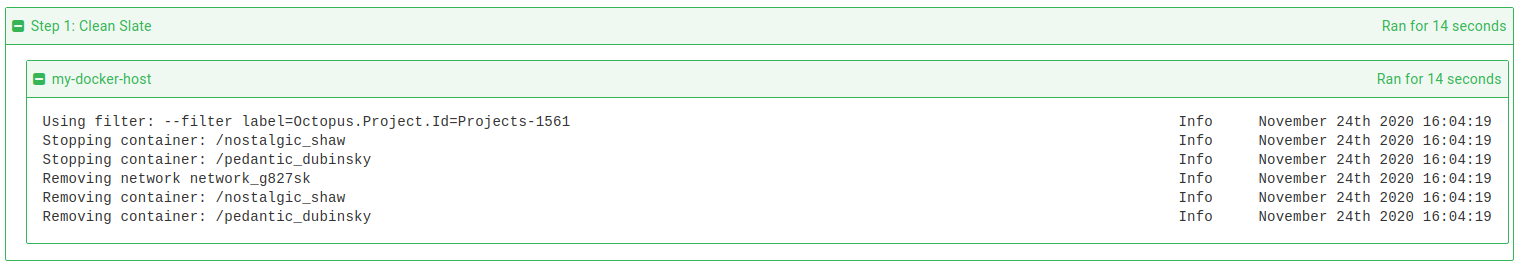 Step 1: Clean Slate Ran for 14 seconds
my-docker-host Ran for 14 seconds
Using filter: --filter label=Octopus.Project.Id=Projects-1561 Info November 24th 2020 16:04:19
Stopping container: /nostalgic_shaw Info November 24th 2020 16:04:19
Stopping container: /pedantic_dubinsky Info November 24th 2020 16:04:19
Removing network network_g827sk Info November 24th 2020 16:04:19
Removing container: /nostalgic_shaw Info November 24th 2020 16:04:19
Removing container: /pedantic_dubinsky Info November 24th 2020 16:04:19